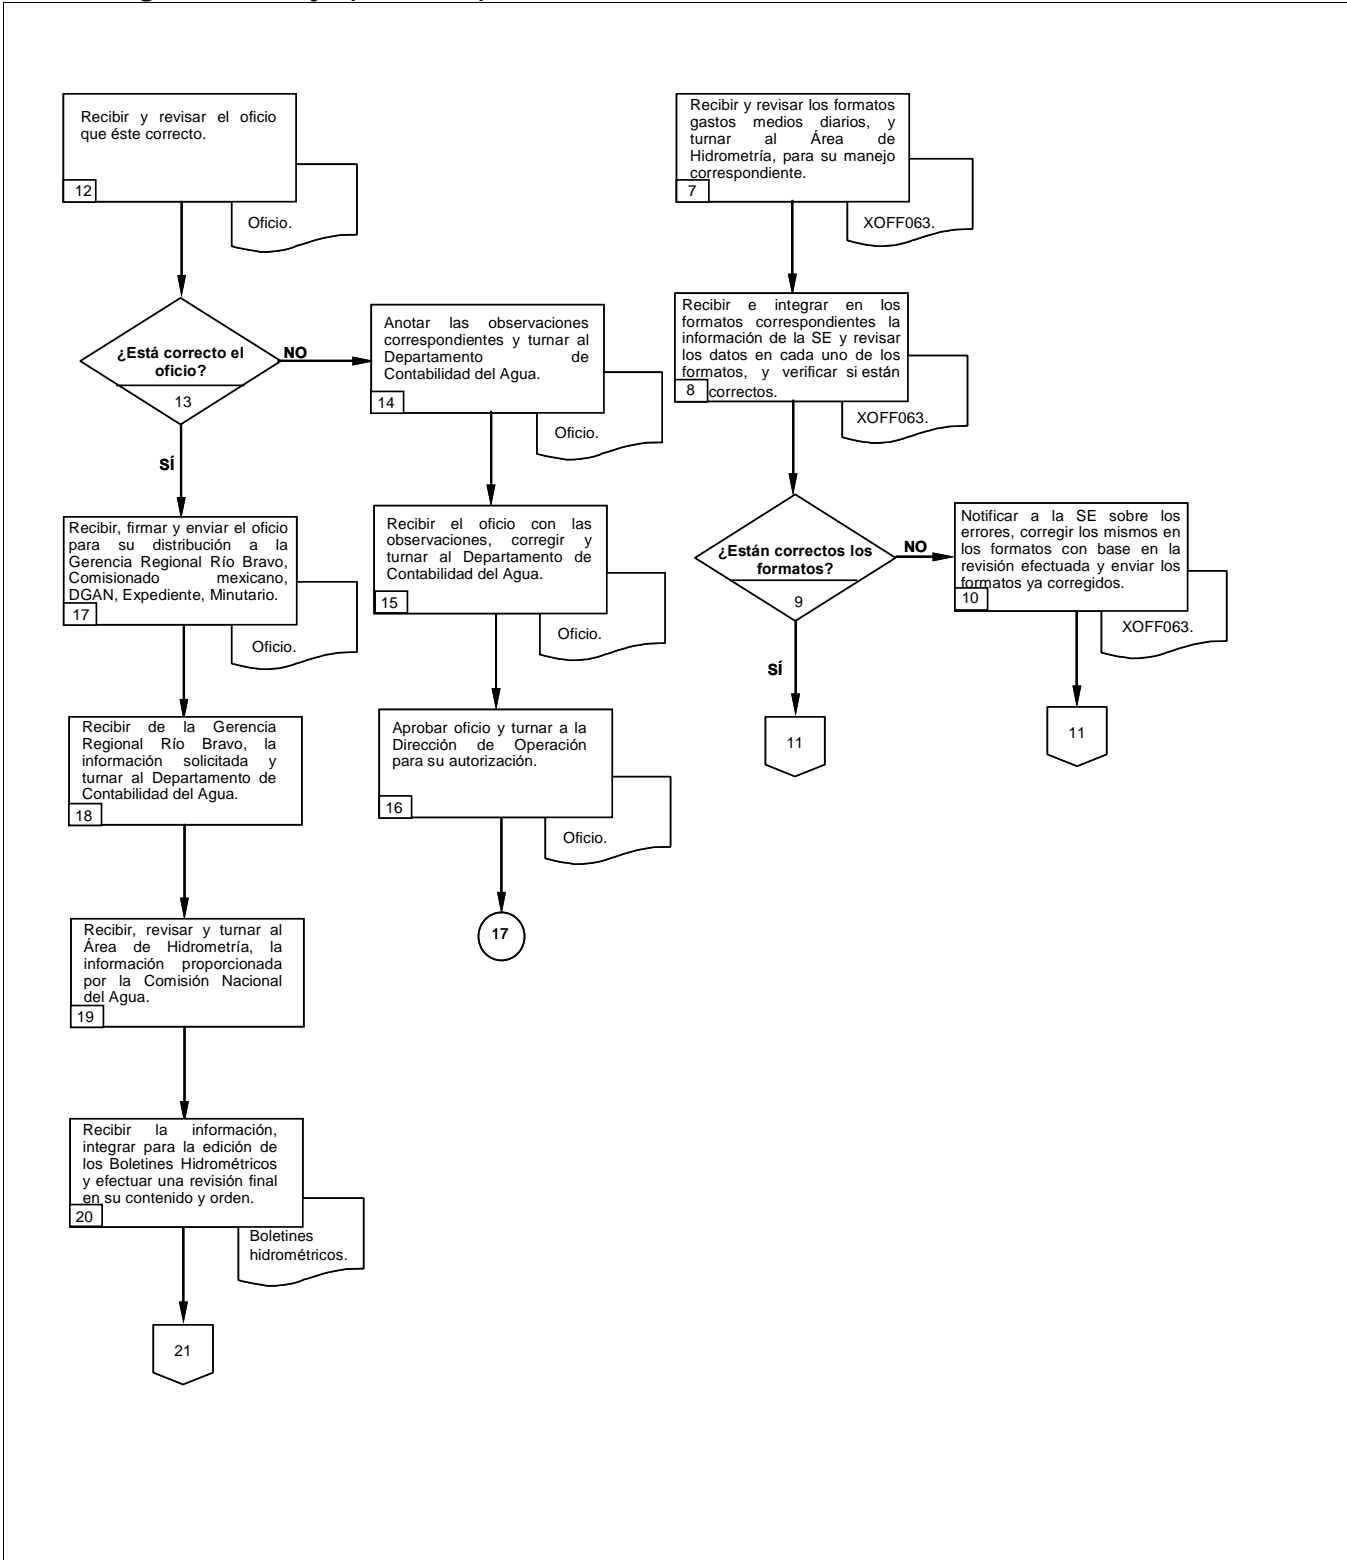 Recibir y revisar el oficio
que éste correcto.
12
Oficio.
¿Está correcto el
oficio?
13
NO
SÍ
Anotar las observaciones
correspondientes y turnar al
Departamento de
Contabilidad del Agua.
14
Oficio.
Recibir el oficio con las
observaciones, corregir y
turnar al Departamento de
Contabilidad del Agua.
15
Oficio.
Aprobar oficio y turnar a la
Dirección de Operación
para su autorización.
16
Oficio.
17
Recibir, firmar y enviar el oficio
para su distribución a la
Gerencia Regional Río Bravo,
Comisionado mexicano,
DGAN, Expediente, Minutario.
17
Oficio.
Recibir de la Gerencia
Regional Río Bravo, la
información solicitada y
turnar al Departamento de
Contabilidad del Agua.
18
Recibir, revisar y turnar al
Área de Hidrometría, la
información proporcionada
por la Comisión Nacional
del Agua.
19
Recibir la información,
integrar para la edición de
los Boletines Hidrométricos
y efectuar una revisión final
en su contenido y orden.
20
Boletines
hidrométricos.
21
Recibir y revisar los formatos
gastos medios diarios, y
turnar al Área de
Hidrometría, para su manejo
correspondiente.
7
XOFF063.
Recibir e integrar en los
formatos correspondientes la
información de la SE y revisar
los datos en cada uno de los
formatos, y verificar si están
correctos.
8
XOFF063.
¿Están correctos los
formatos?
9
NO
SÍ
11
Notificar a la SE sobre los
errores, corregir los mismos en
los formatos con base en la
revisión efectuada y enviar los
formatos ya corregidos.
10
XOFF063.
11